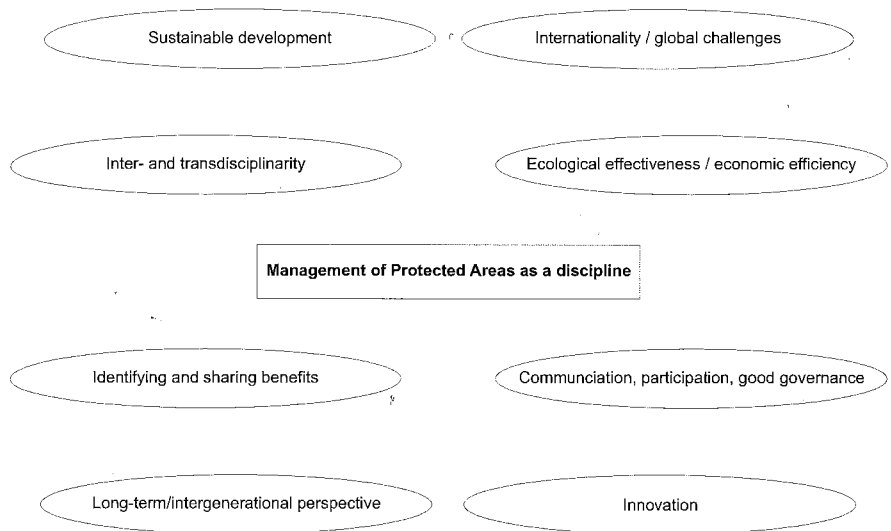 Sustainable development
Internationality / global challenges
Inter- and transdisciplinarity
Ecological effectiveness / economic efficiency
Management of Protected Areas as a discipline
Identifying and sharing benefits
Communciation, participation, good governance
Long-term/intergenerational perspective
Innovation